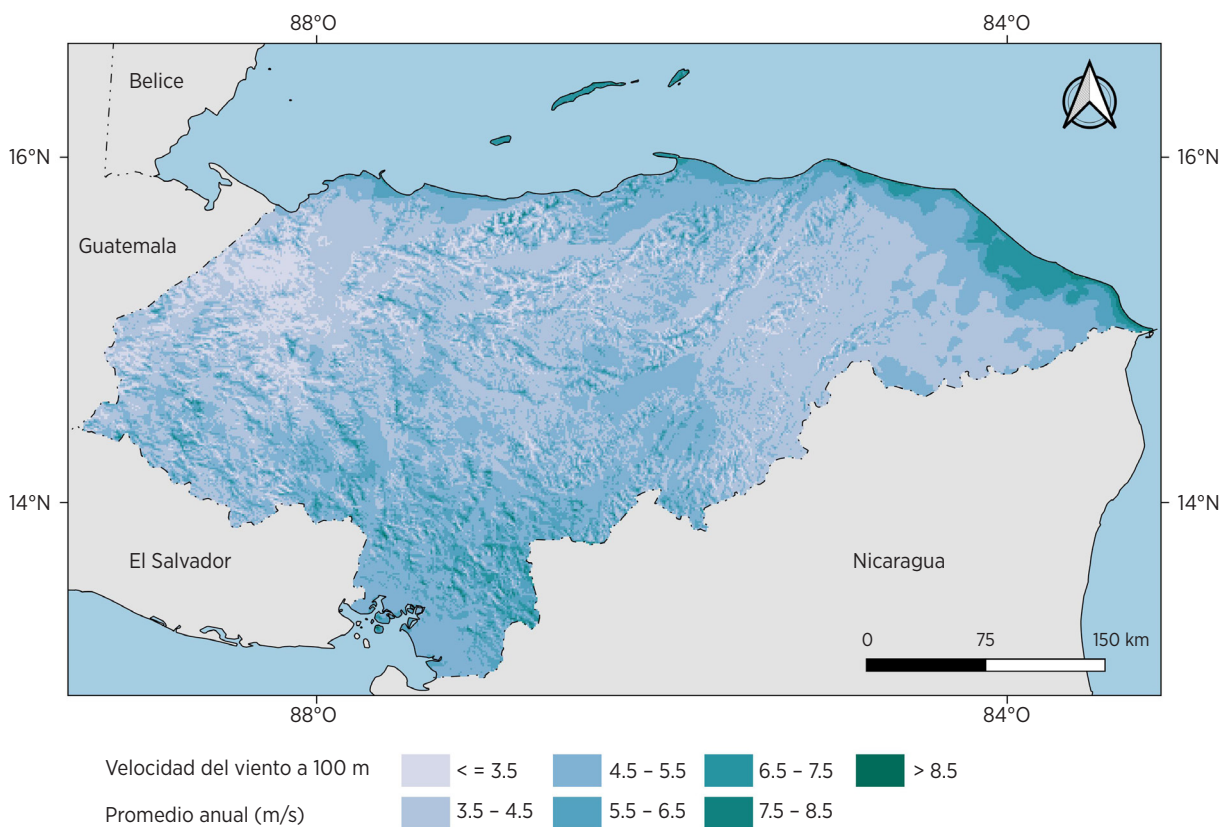 88°O 84°O
Belice
16°N 16°N
Guatemala
14°N 14°N
El Salvador
Nicaragua
0 75 150 km
88°O 84°O
Velocidad del viento a 100 m
Promedio anual (m/s)
< = 3.5 4.5 – 5.5 6.5 – 7.5 > 8.5
3.5 – 4.5 5.5 – 6.5 7.5 – 8.5